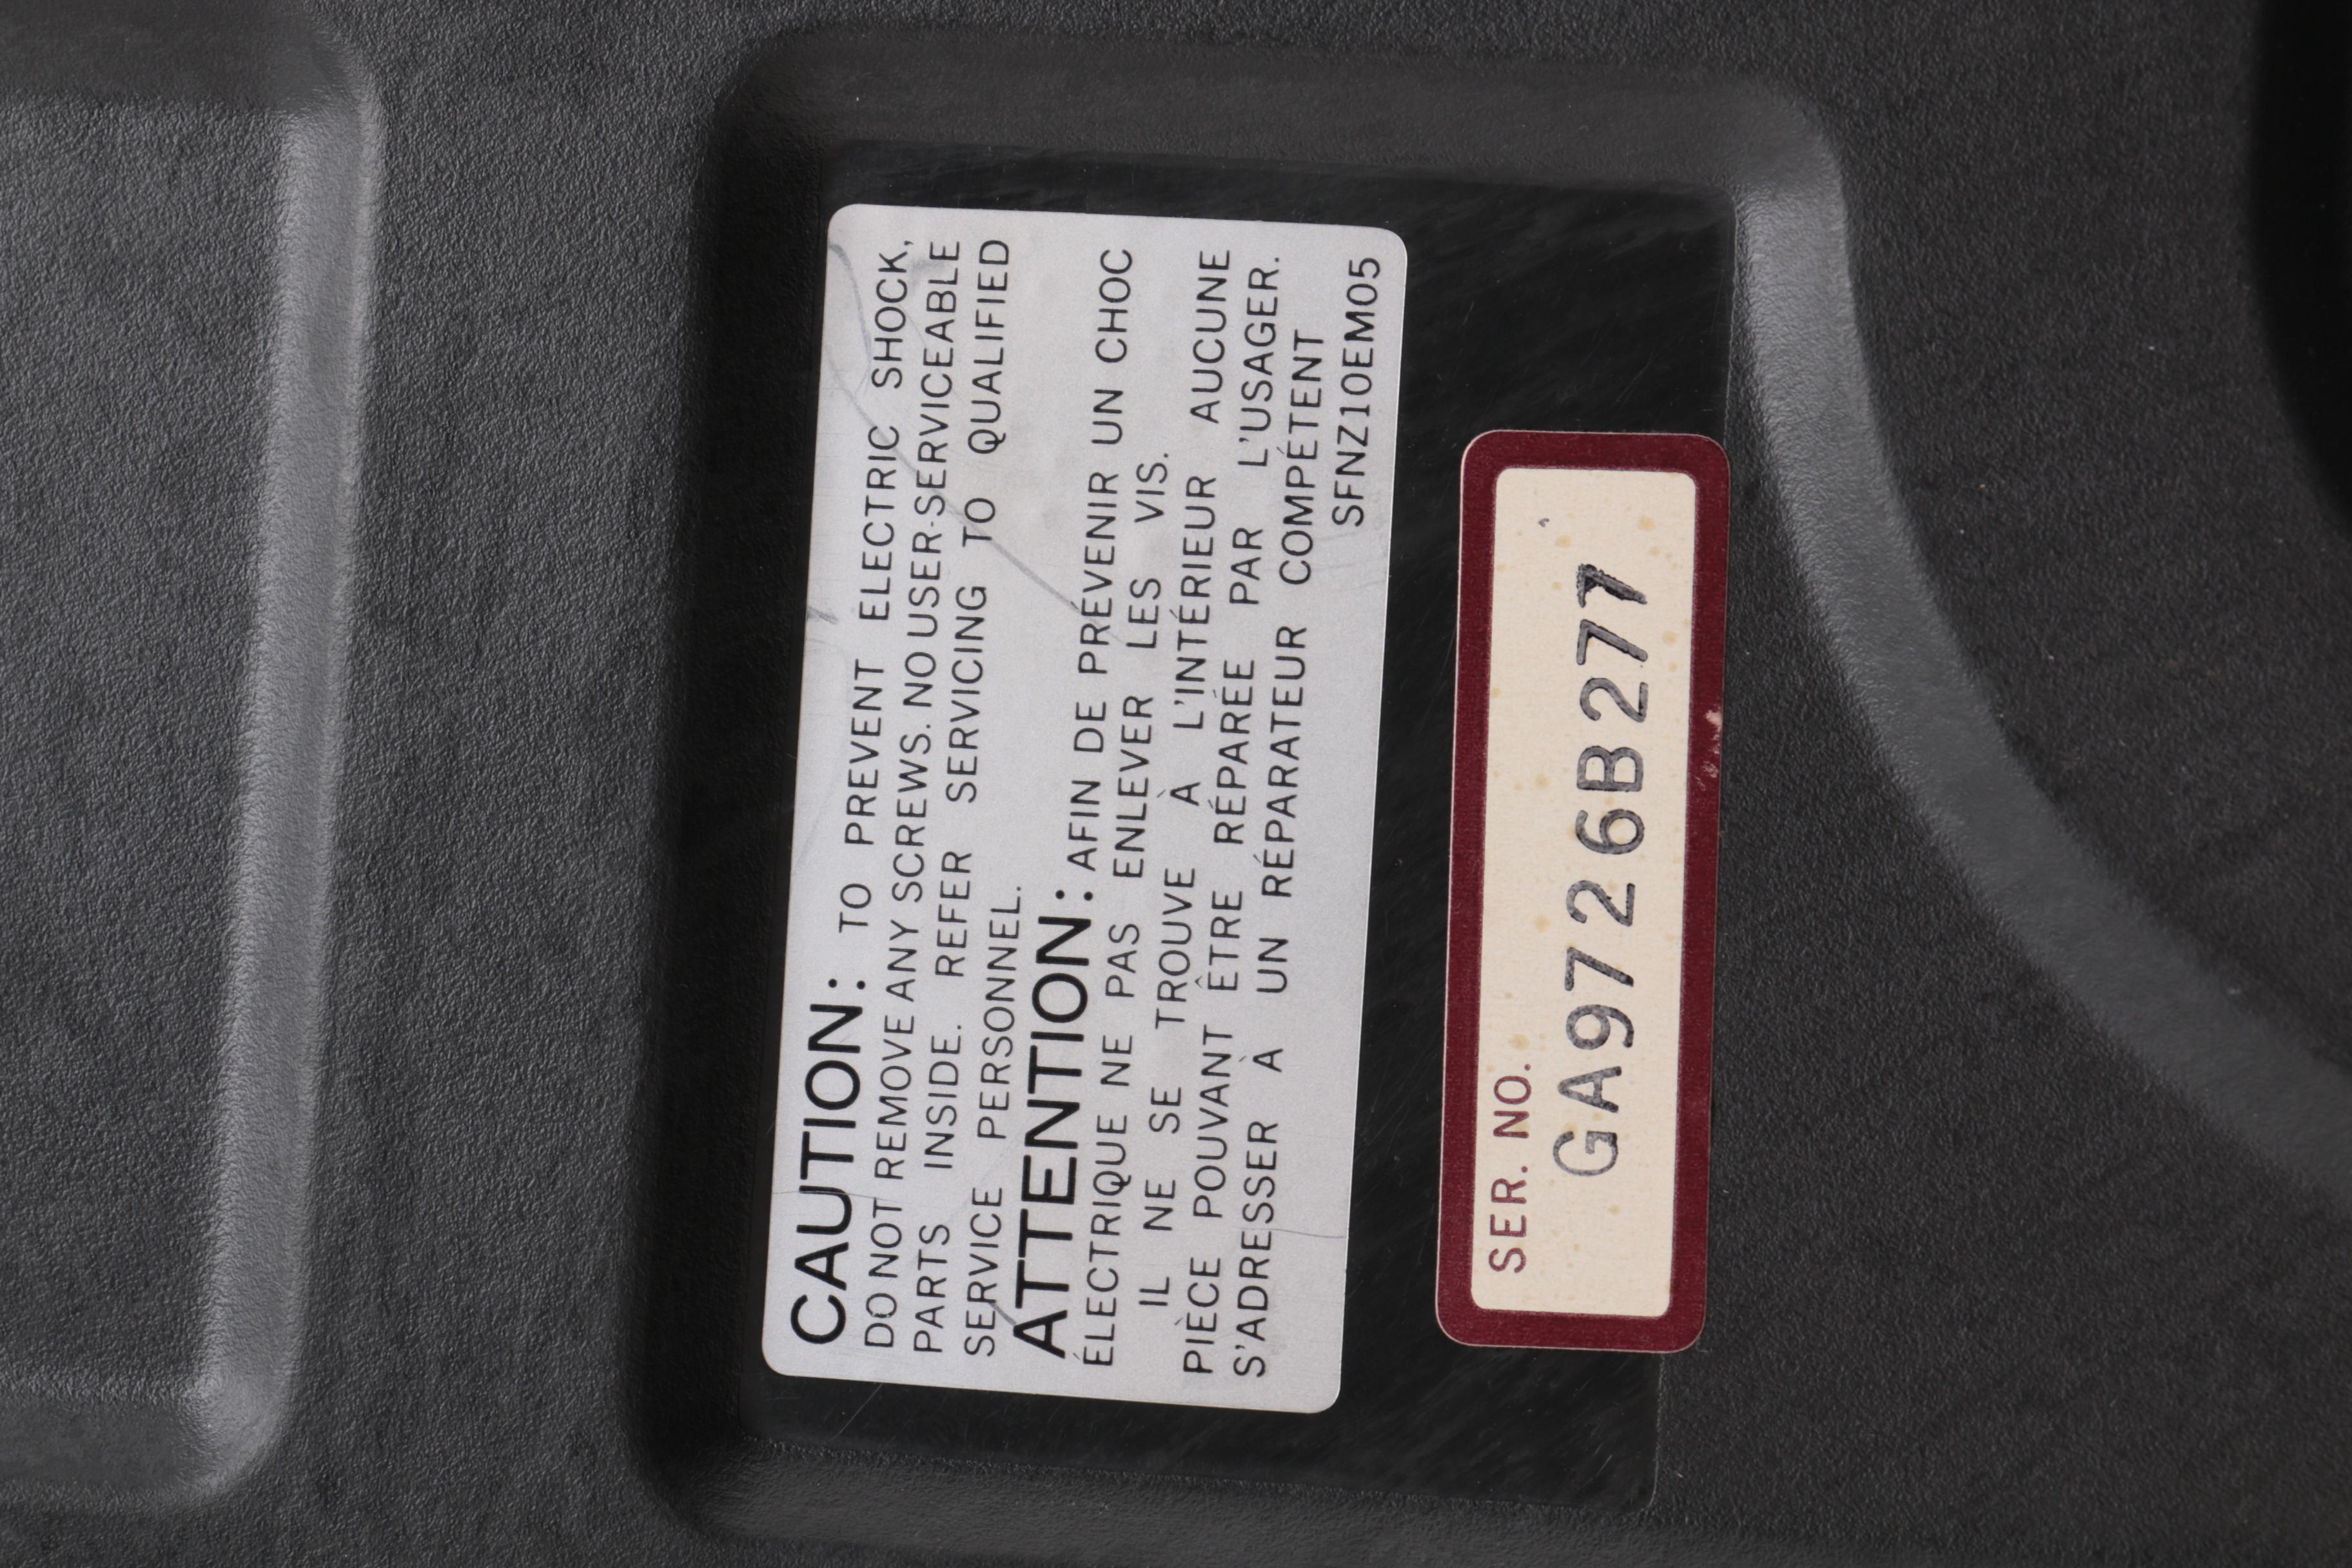 CAUTION: TO PREVENT ELECTRIC SHOCK,
DO NOT REMOVE ANY SCREWS. NO USER-SERVICEABLE
PARTS INSIDE. REFER SERVICING TO QUALIFIED
SERVICE PERSONNEL.
ATTENTION: AFIN DE PRÉVENIR UN CHOC
ÉLECTRIQUE NE PAS ENLEVER LES VIS.
IL NE SE TROUVE À L'INTÉRIEUR AUCUNE
PIÈCE POUVANT ÊTRE RÉPARÉE PAR L'USAGER.
S'ADRESSER À UN RÉPARATEUR COMPÉTENT
SFNZ10EM05
SER. NO.
GA9726B277